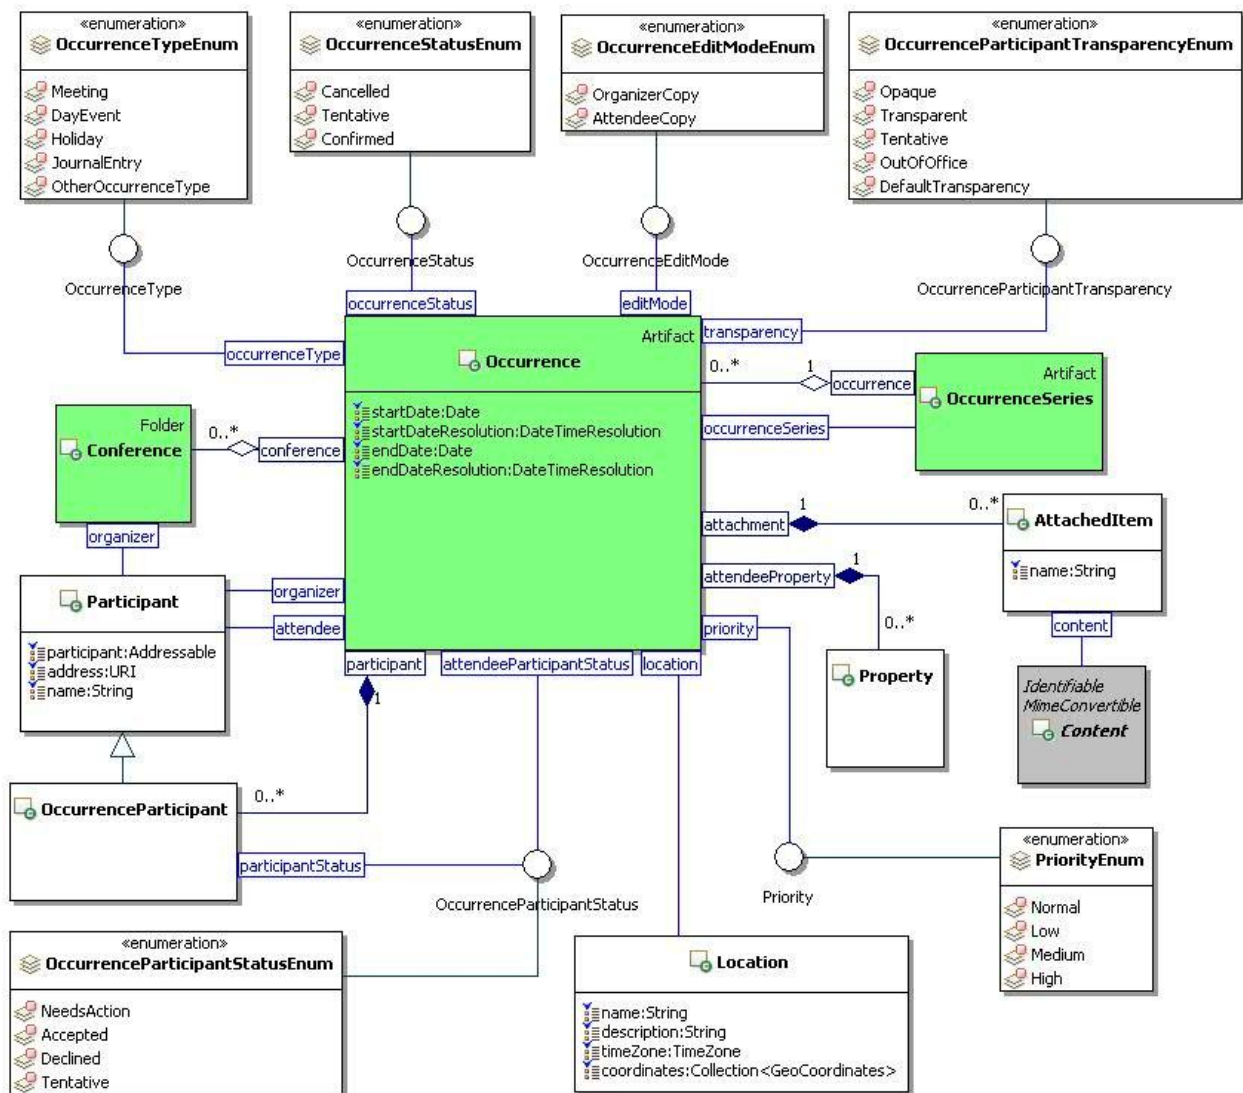 «enumeration»
OccurrenceTypeEnum
Meeting
DayEvent
Holiday
JournalEntry
OtherOccurrenceType
«enumeration»
OccurrenceStatusEnum
Cancelled
Tentative
Confirmed
«enumeration»
OccurrenceEditModeEnum
OrganizerCopy
AttendeeCopy
«enumeration»
OccurrenceParticipantTransparencyEnum
Opaque
Transparent
Tentative
OutOfOffice
DefaultTransparency
OccurrenceType
OccurrenceStatus
OccurrenceEditMode
OccurrenceParticipantTransparency
occurrenceStatus
editMode
occurrenceType
transparency
Artifact
Occurrence
startDate:Date
startDateResolution:DateTimeResolution
endDate:Date
endDateResolution:DateTimeResolution
0..*
1
occurrence
Artifact
OccurrenceSeries
occurrenceSeries
Folder
Conference
0..*
conference
organizer
Participant
participant:Addressable
address:URI
name:String
organizer
attendee
attachment
1
0..*
AttachedItem
name:String
attendeeProperty
1
0..*
Property
priority
content
Identifiable
MimeConvertible
Content
participant
attendeeParticipantStatus
location
1
OccurrenceParticipant
0..*
participantStatus
OccurrenceParticipantStatus
Priority
«enumeration»
PriorityEnum
Normal
Low
Medium
High
«enumeration»
OccurrenceParticipantStatusEnum
NeedsAction
Accepted
Declined
Tentative
Location
name:String
description:String
timeZone:TimeZone
coordinates:Collection<GeoCoordinates>